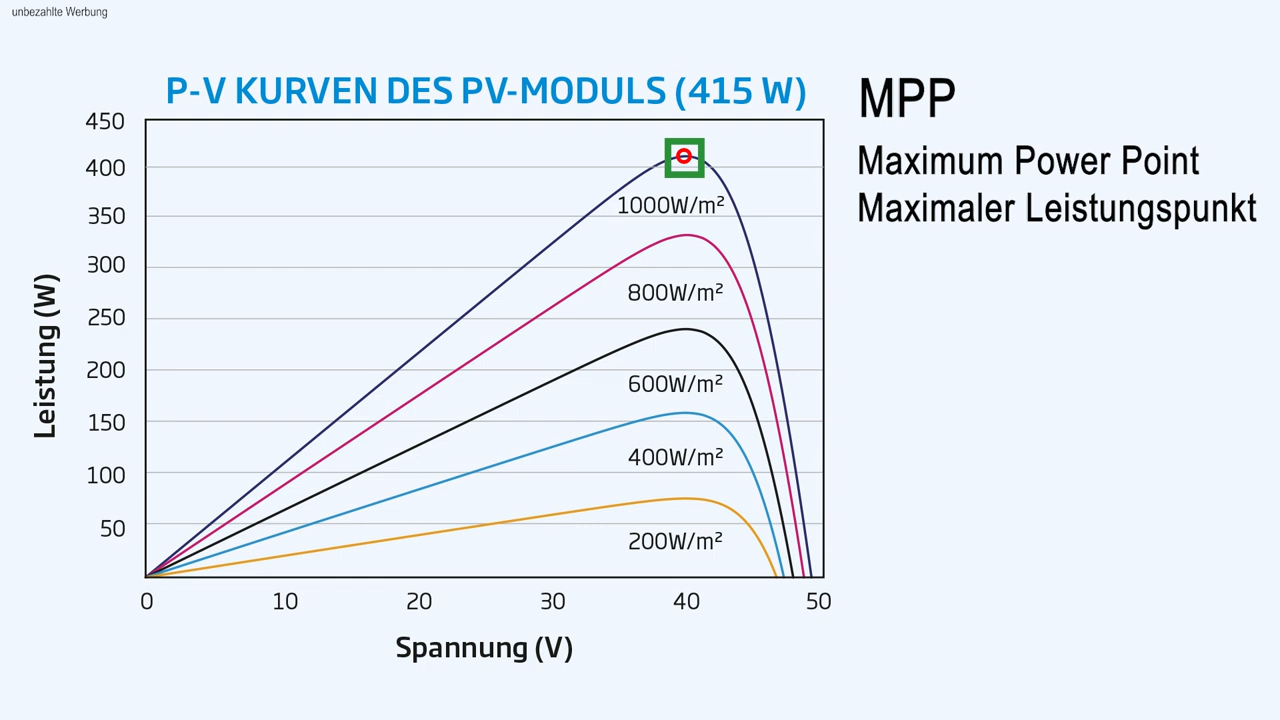 unbezahlte Werbung
P-V KURVEN DES PV-MODULS (415 W)
MPP
Maximum Power Point
Maximaler Leistungspunkt
Leistung (W)
450
400
350
300
250
200
150
100
50
1000W/m²
800W/m²
600W/m²
400W/m²
200W/m²
0 10 20 30 40 50
Spannung (V)